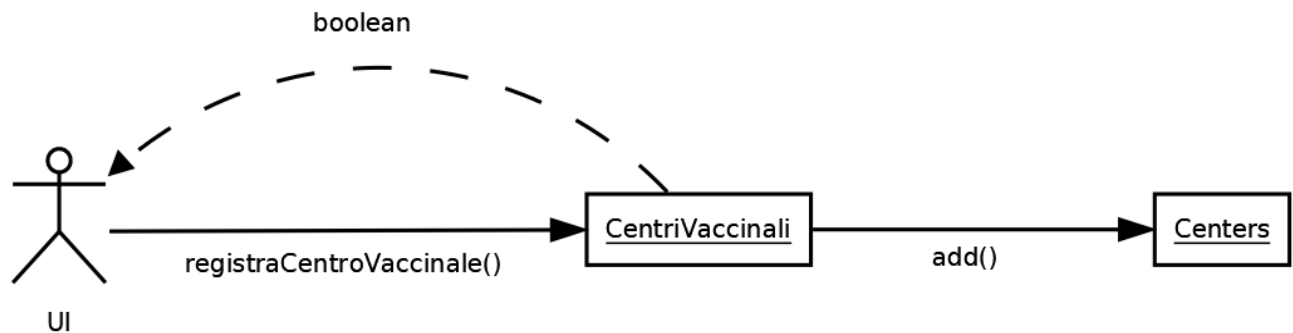 boolean
CentriVaccinali
Centers
registraCentroVaccinale()
add()
UI